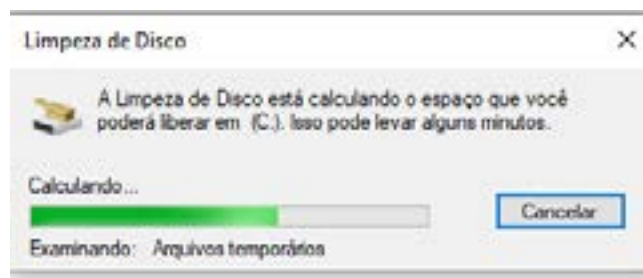 Limpeza de Disco
A Limpeza de Disco está calculando o espaço que você
poderá liberar em (C:). Isso pode levar alguns minutos.
Calculando...
Cancelar
Examinando: Arquivos temporários